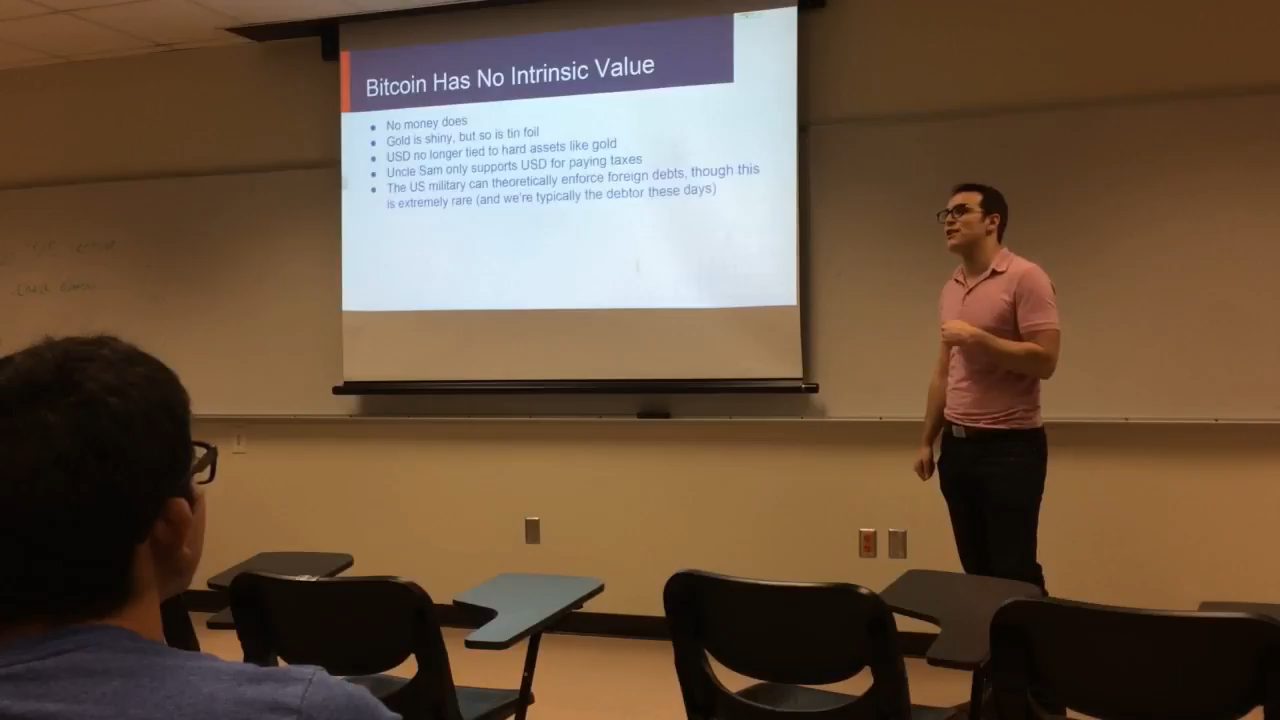 Bitcoin Has No Intrinsic Value
● No money does
● Gold is shiny, but so is tin foil
● USD no longer tied to hard assets like gold
● Uncle Sam only supports USD for paying taxes
● The US military can theoretically enforce foreign debts, though this
is extremely rare (and we're typically the debtor these days)